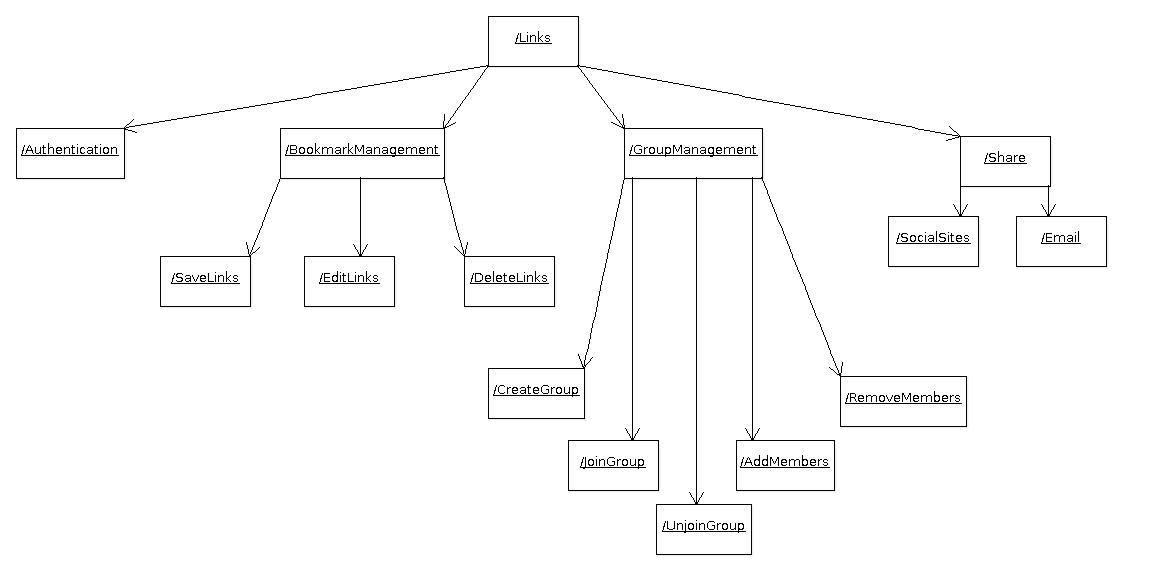 /Links
/Authentication
/BookmarkManagement
/GroupManagement
/Share
/SocialSites
/Email
/SaveLinks
/EditLinks
/DeleteLinks
/CreateGroup
/RemoveMembers
/JoinGroup
/AddMembers
/UnjoinGroup